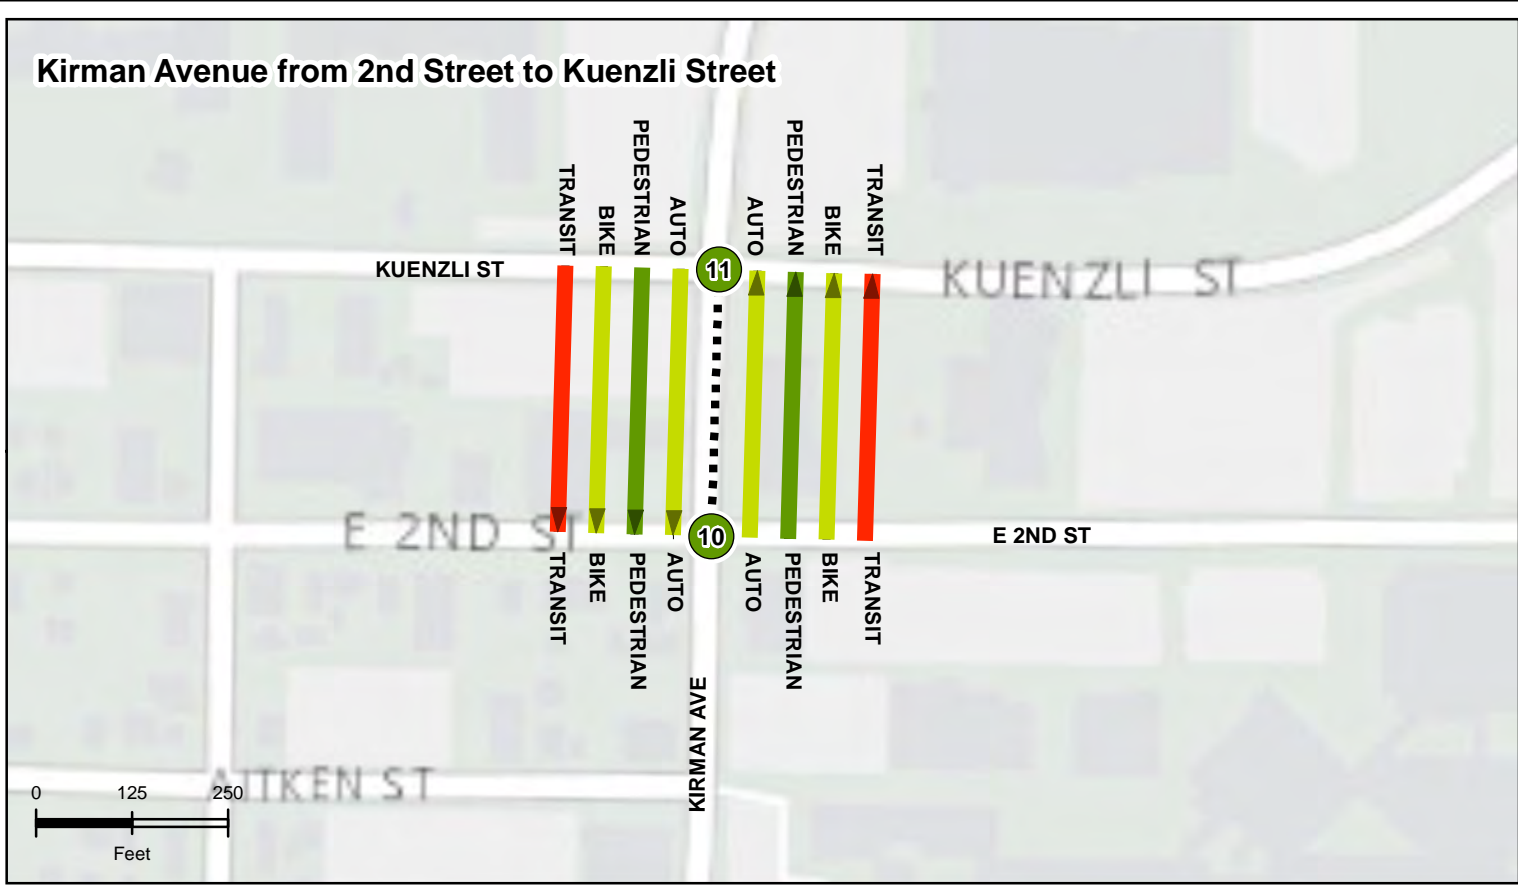 Kirman Avenue from 2nd Street to Kuenzli Street
TRANSIT
BIKE
PEDESTRIAN
AUTO
AUTO
PEDESTRIAN
BIKE
TRANSIT
KUENZLI ST
11
KUENZLI ST
E 2ND ST
10
E 2ND ST
TRANSIT
BIKE
PEDESTRIAN
AUTO
AUTO
PEDESTRIAN
BIKE
TRANSIT
KIRMAN AVE
AITKEN ST
0 125 250
Feet